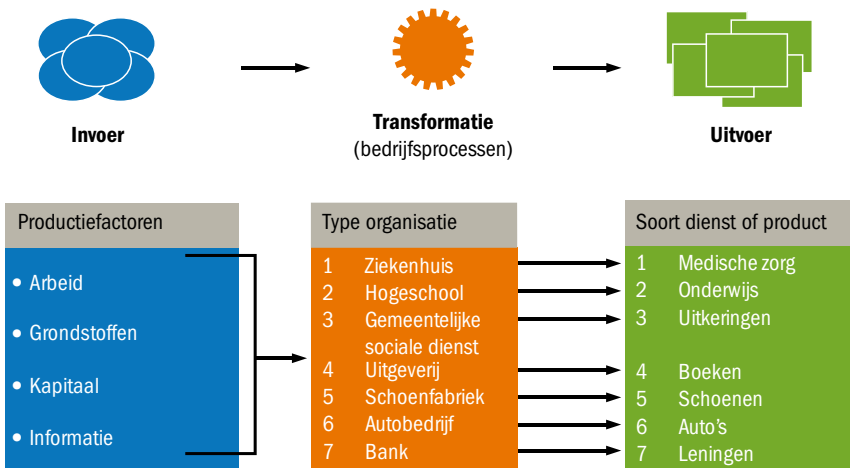 Invoer
Transformatie
(bedrijfsprocessen)
Uitvoer
Productiefactoren
• Arbeid
• Grondstoffen
• Kapitaal
• Informatie
Type organisatie
1 Ziekenhuis
2 Hogeschool
3 Gemeentelijke
sociale dienst
4 Uitgeverij
5 Schoenfabriek
6 Autobedrijf
7 Bank
Soort dienst of product
1 Medische zorg
2 Onderwijs
3 Uitkeringen
4 Boeken
5 Schoenen
6 Auto's
7 Leningen